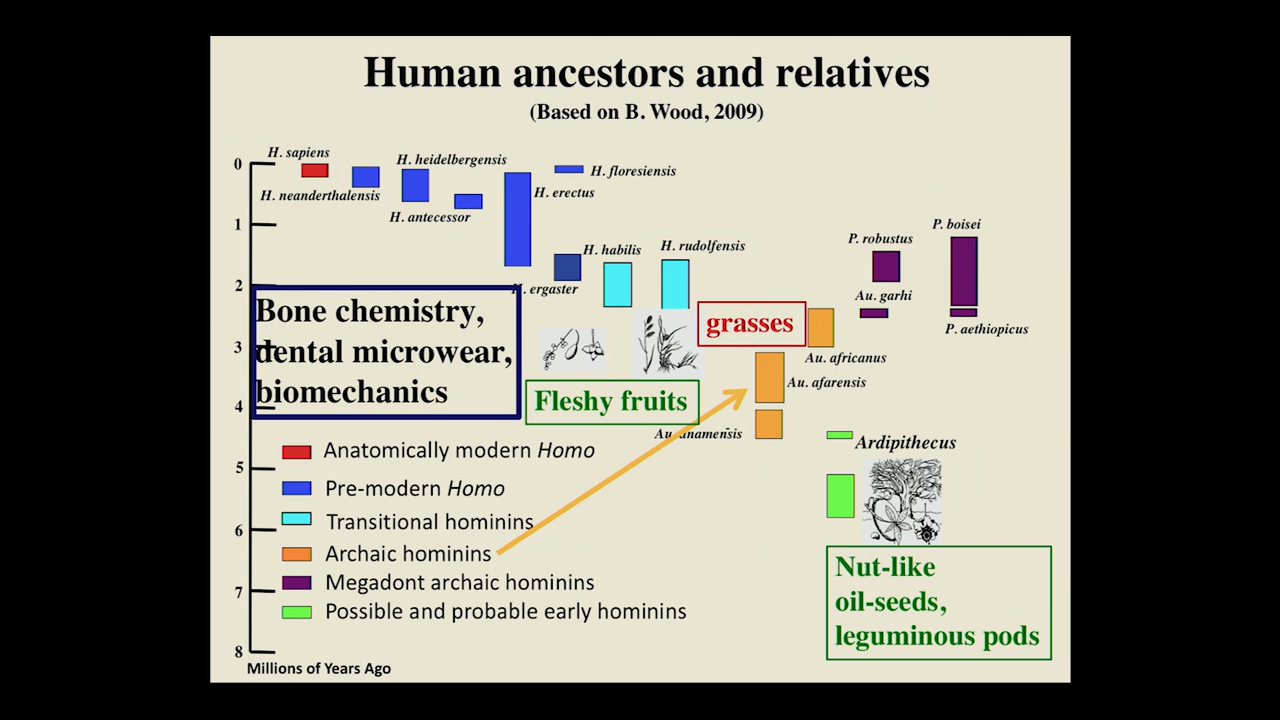 Human ancestors and relatives
(Based on B. Wood, 2009)
H. sapiens
H. heidelbergensis
0
H. floresiensis
H. neanderthalensis
H. erectus
H. antecessor
1
P. boisei
P. robustus
H. habilis
H. rudolfensis
2
ergaster
Au. garhi
P. aethiopicus
Bone chemistry,
dental microwear,
biomechanics
grasses
3
Au. africanus
Au. afarensis
Fleshy fruits
4
Au. anamensis
Ardipithecus
Anatomically modern Homo
5
Pre-modern Homo
Transitional hominins
6
Archaic hominins
Megadont archaic hominins
7
Possible and probable early hominins
Nut-like
oil-seeds,
leguminous pods
8
Millions of Years Ago